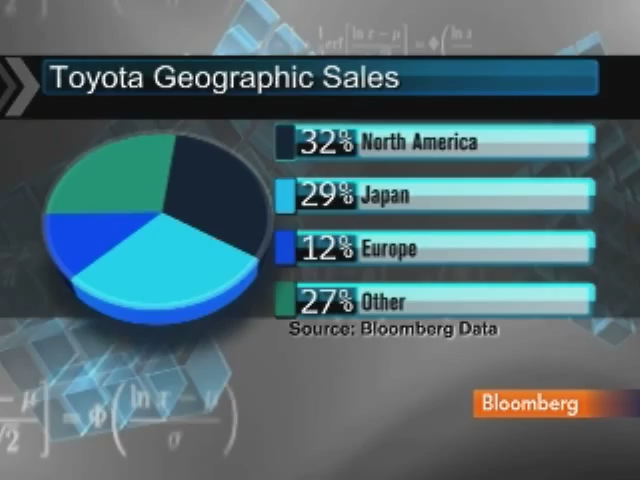 Toyota Geographic Sales
32% North America
29% Japan
12% Europe
27% Other
Source: Bloomberg Data
Bloomberg